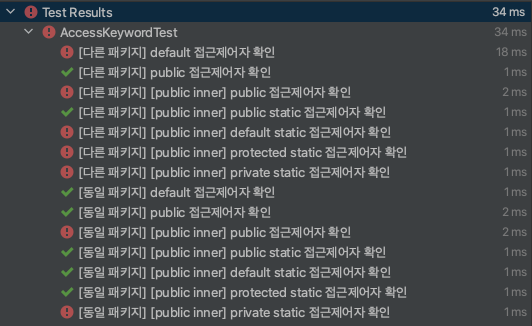 Test Results 34 ms
AccessKeywordTest 34 ms
[다른 패키지] default 접근제어자 확인 18 ms
[다른 패키지] public 접근제어자 확인 1 ms
[다른 패키지] [public inner] public 접근제어자 확인 2 ms
[다른 패키지] [public inner] public static 접근제어자 확인 1 ms
[다른 패키지] [public inner] default static 접근제어자 확인 1 ms
[다른 패키지] [public inner] protected static 접근제어자 확인 1 ms
[다른 패키지] [public inner] private static 접근제어자 확인 1 ms
[동일 패키지] default 접근제어자 확인 1 ms
[동일 패키지] public 접근제어자 확인 2 ms
[동일 패키지] [public inner] public 접근제어자 확인 2 ms
[동일 패키지] [public inner] public static 접근제어자 확인 1 ms
[동일 패키지] [public inner] default static 접근제어자 확인 1 ms
[동일 패키지] [public inner] protected static 접근제어자 확인 1 ms
[동일 패키지] [public inner] private static 접근제어자 확인 1 ms